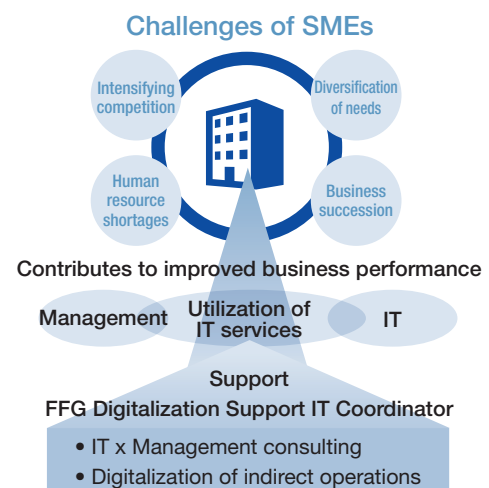 Challenges of SMEs
Intensifying
competition
Diversification
of needs
Human
resource
shortages
Business
succession
Contributes to improved business performance
Management
Utilization of
IT services
IT
Support
FFG Digitalization Support IT Coordinator
• IT x Management consulting
• Digitalization of indirect operations